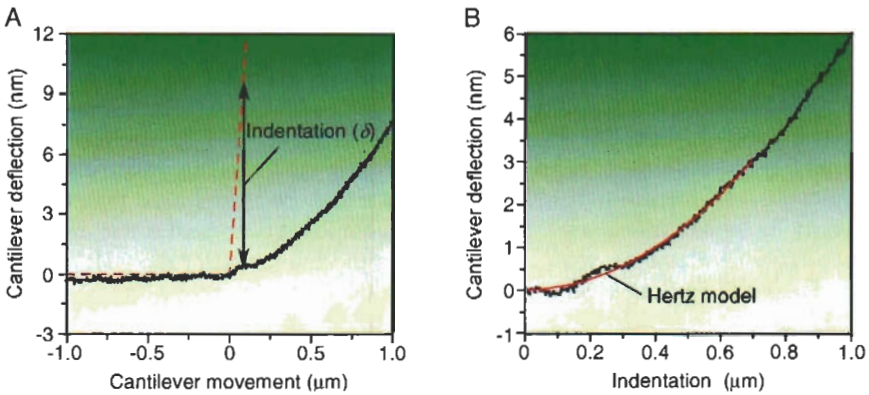 A
Cantilever deflection (nm)
12
9
6
3
0
-3
-1.0 -0.5 0 0.5 1.0
Cantilever movement (μm)
Indentation (δ)
B
Cantilever deflection (nm)
6
5
4
3
2
1
0
-1
0 0.2 0.4 0.6 0.8 1.0
Indentation (μm)
Hertz model